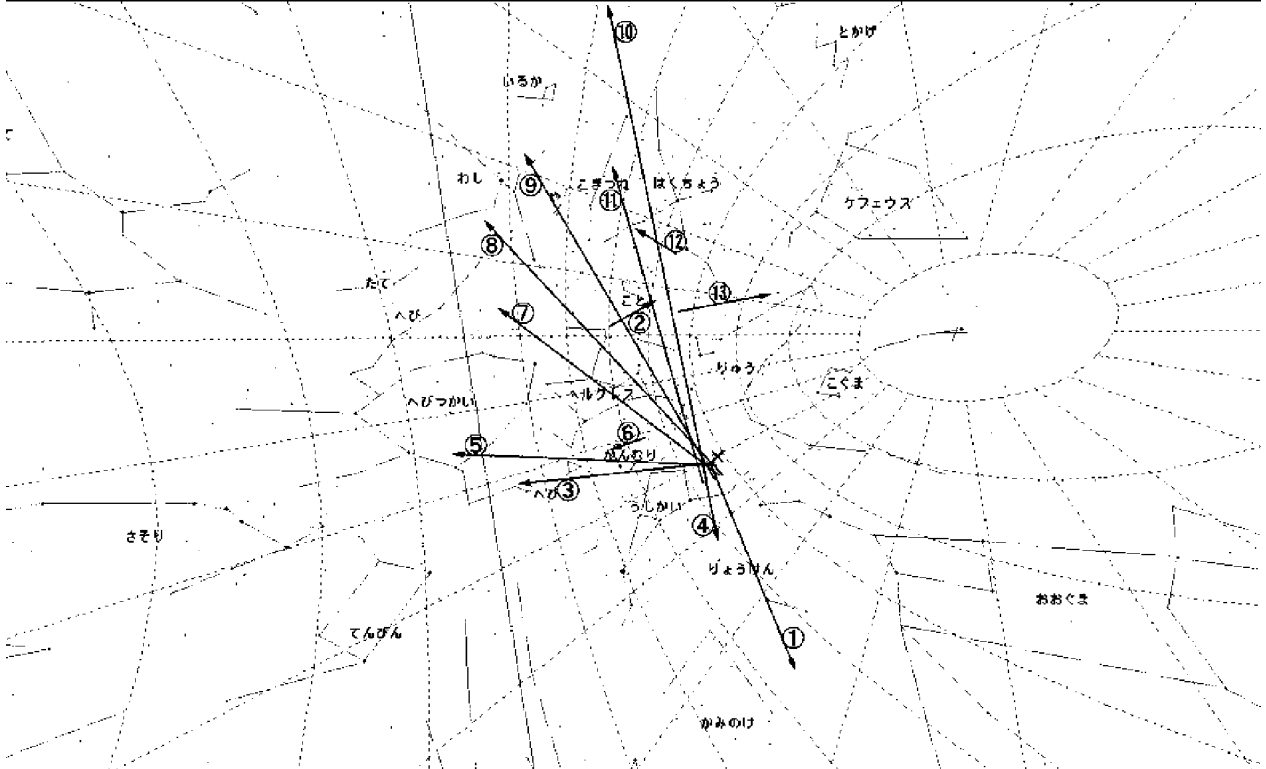 ⑩
とかげ
いるか
わし
⑨
こぎつね
はくちょう
⑪
ケフェウス
⑧
⑫
たて
こと
⑬
へび
⑦
②
りゅう
こぐま
ヘルクレス
へびつかい
⑥
⑤
かんむり
へび
③
うしかい
④
さそり
りょうけん
おおぐま
てんびん
①
かみのけ